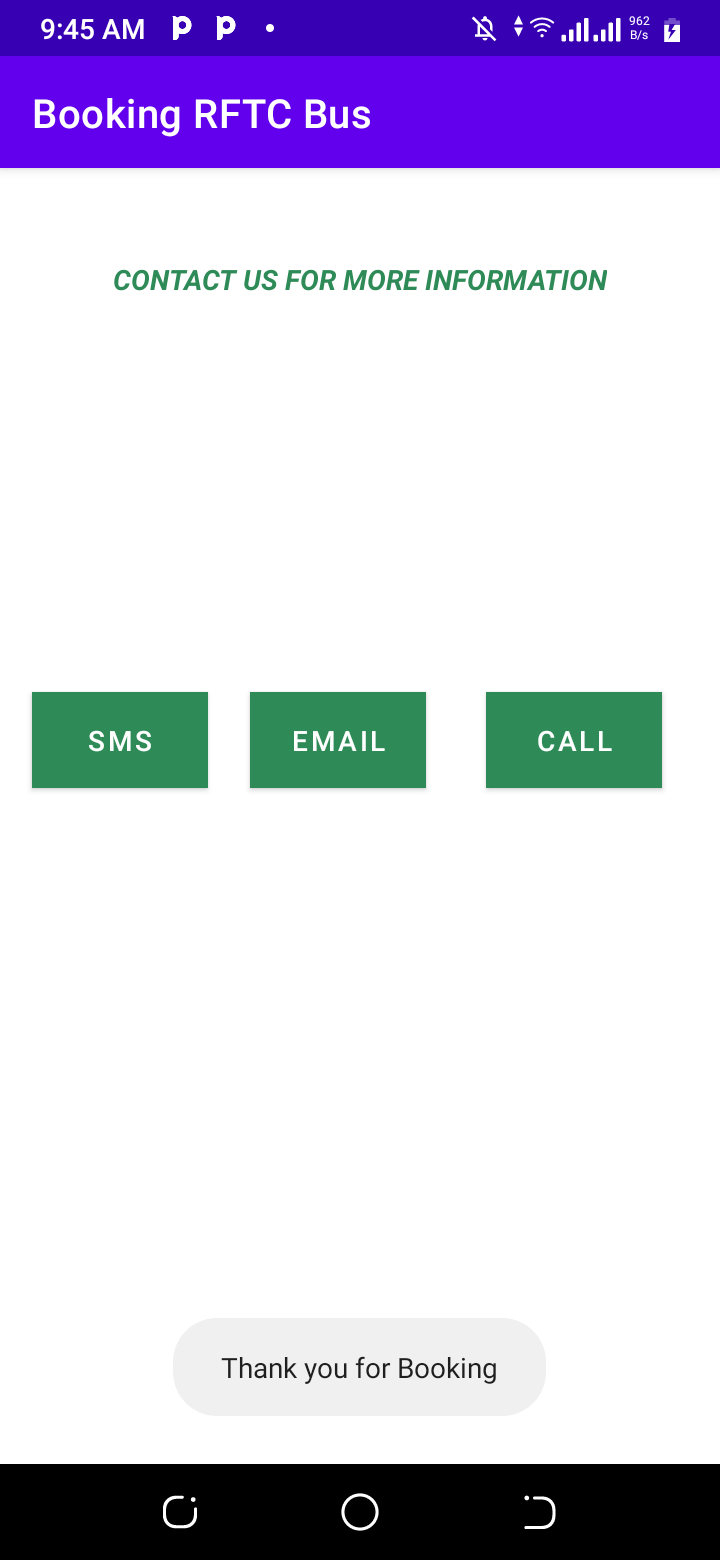 9:45 AM
962
B/s
Booking RFTC Bus
CONTACT US FOR MORE INFORMATION
SMS EMAIL CALL
Thank you for Booking